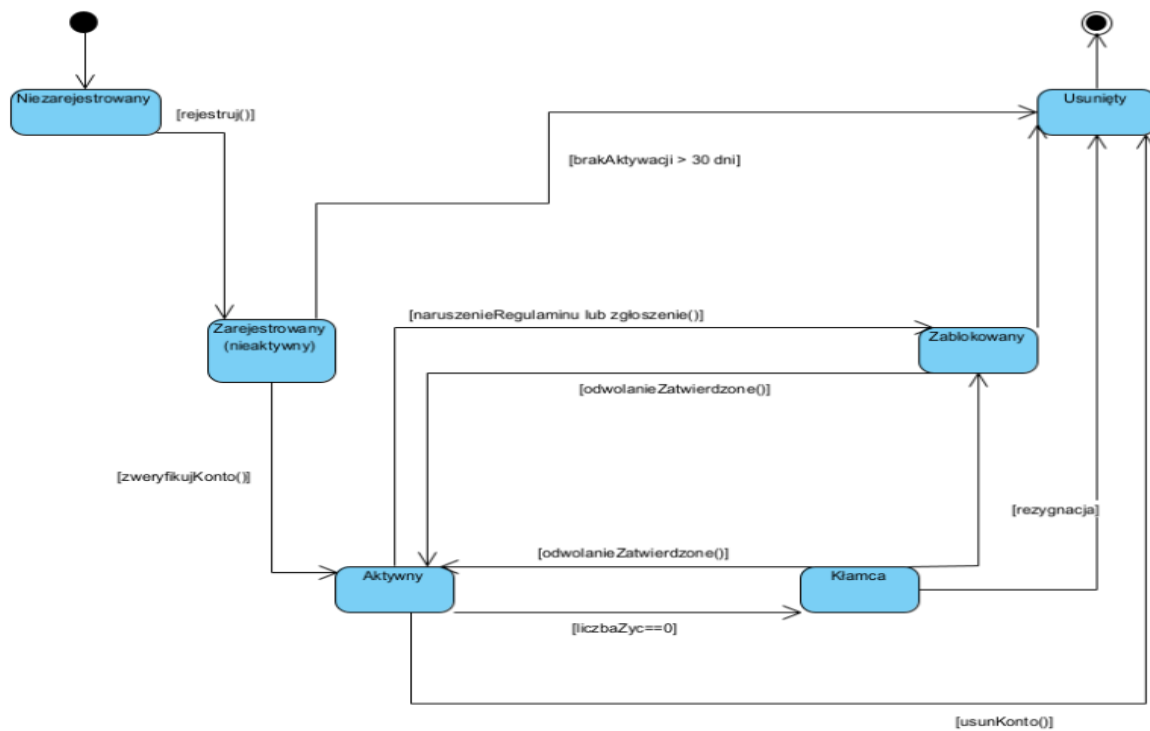 Niezarejestrowany
Usunięty
[rejestruj()]
[brakAktywacji > 30 dni]
[naruszenieRegulaminu lub zgłoszenie()]
Zarejestrowany
(nieaktywny)
Zablokowany
[odwolanieZatwierdzone()]
[zweryfikujKonto()]
[rezygnacja]
[odwolanieZatwierdzone()]
Aktywny
Kłamca
[liczbaZyc==0]
[usunKonto()]